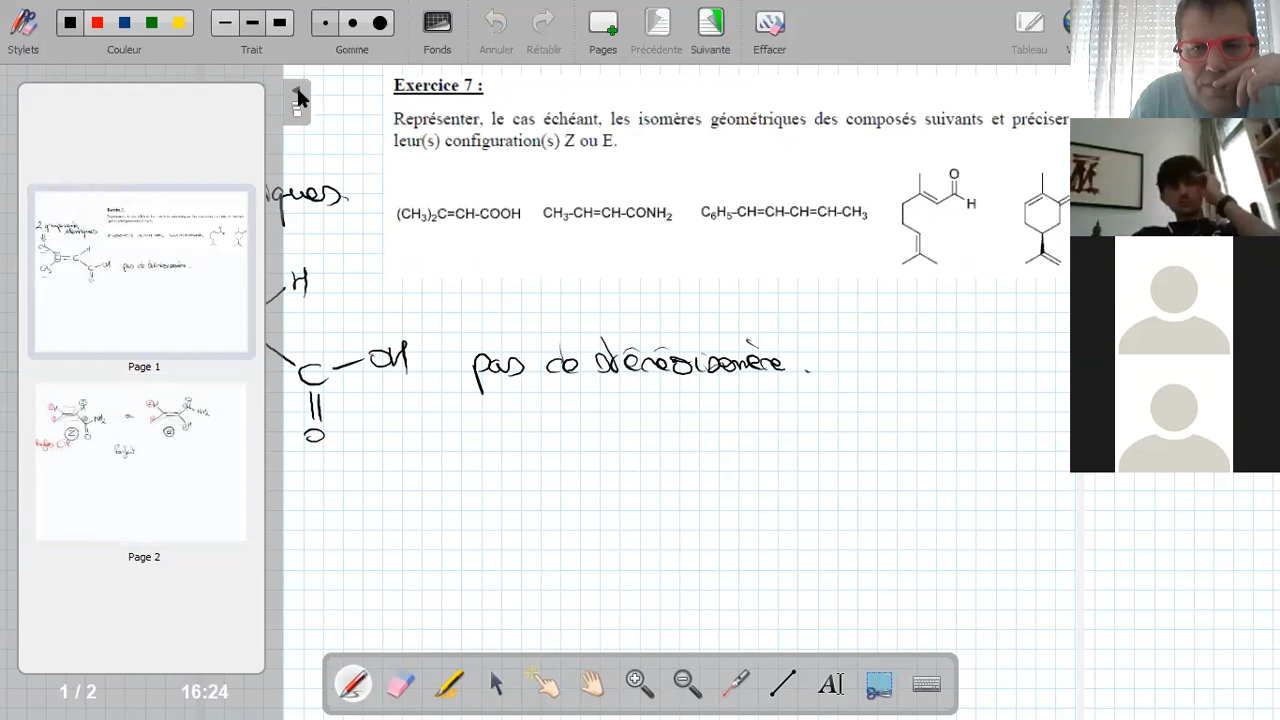 Stylets
Couleur
Trait
Gomme
Fonds
Annuler
Rétablir
Pages
Précédente
Suivante
Effacer
Tableau
Exercice 7 :
Représenter, le cas échéant, les isomères géométriques des composés suivants et préciser
leur(s) configuration(s) Z ou E.
(CH3)2C=CH-COOH CH3-CH=CH-CONH2 C6H5-CH=CH-CH=CH-CH3
O
H
iques.
H
C OH
O
pas de stéréoisomère.
Page 1
Page 2
1 / 2 16:24